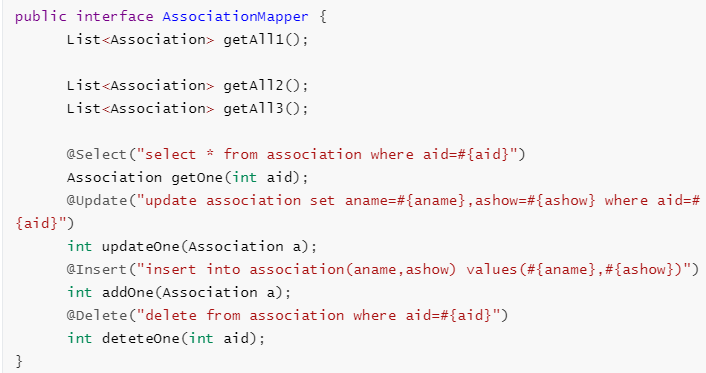 public interface AssociationMapper {
List<Association> getAll1();
List<Association> getAll2();
List<Association> getAll3();
@Select("select * from association where aid=#{aid}")
Association getOne(int aid);
@Update("update association set aname=#{aname},ashow=#{ashow} where aid=#
{aid}")
int updateOne(Association a);
@Insert("insert into association(aname,ashow) values(#{aname},#{ashow})")
int addOne(Association a);
@Delete("delete from association where aid=#{aid}")
int deteteOne(int aid);
}